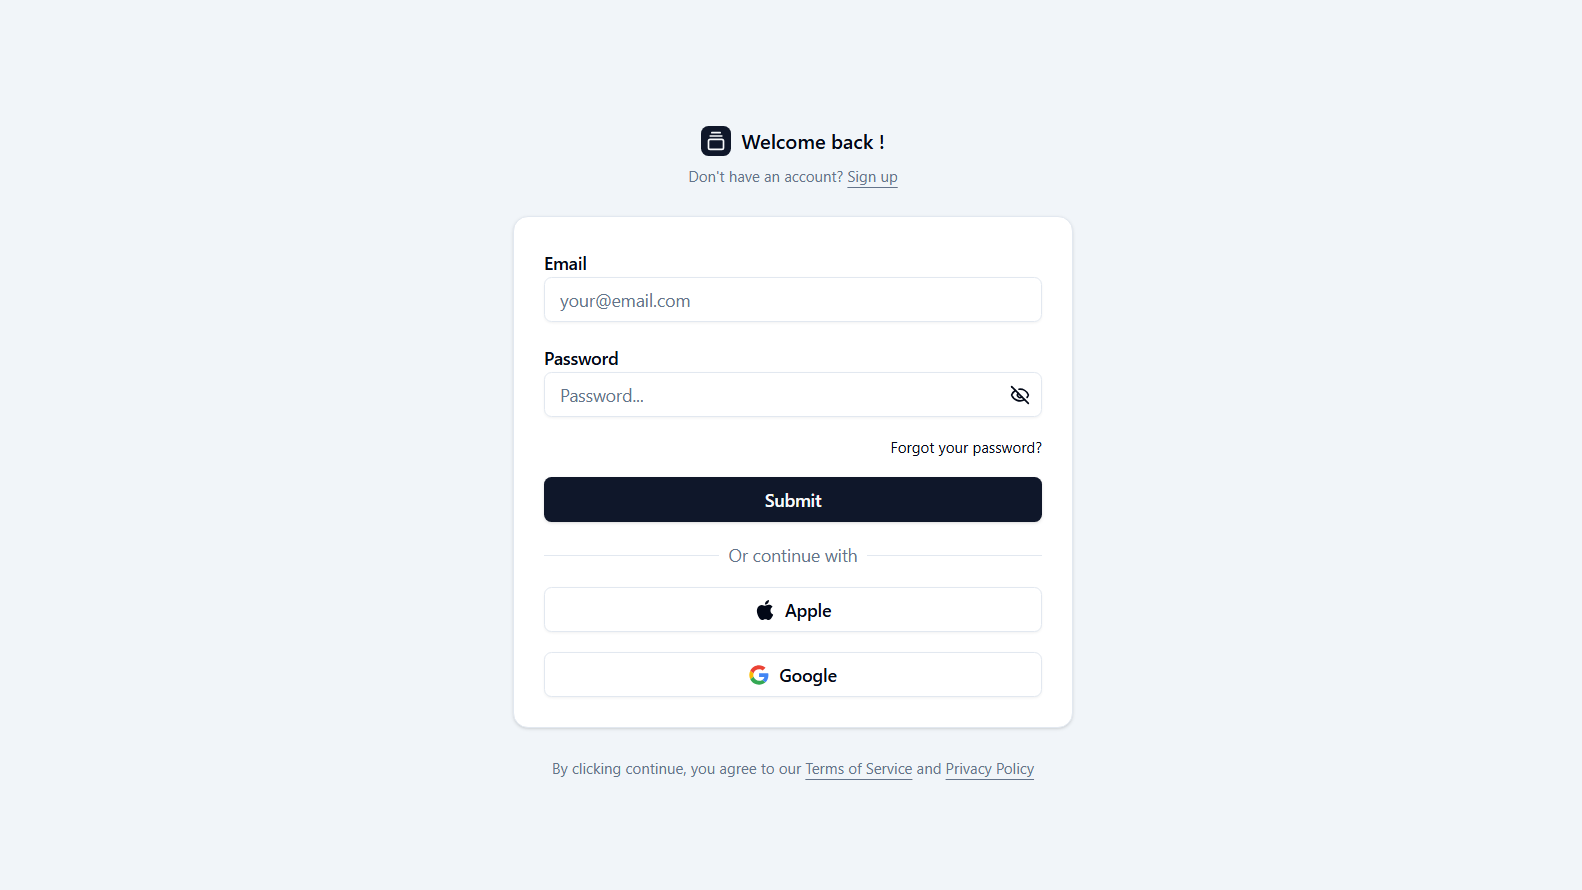 Welcome back !
Don't have an account? Sign up
Email
your@email.com
Password
Password...
Forgot your password?
Submit
Or continue with
Apple
Google
By clicking continue, you agree to our Terms of Service and Privacy Policy